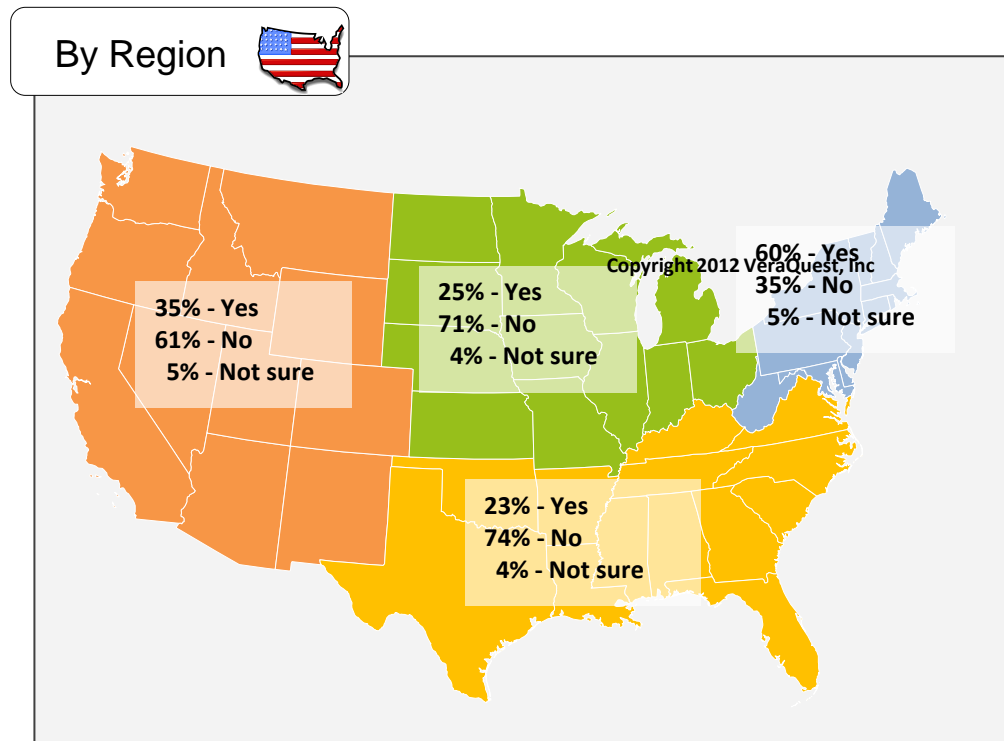 By Region
60% - Yes
35% - No
5% - Not sure
Copyright 2012 VeraQuest, Inc
25% - Yes
71% - No
4% - Not sure
35% - Yes
61% - No
5% - Not sure
23% - Yes
74% - No
4% - Not sure